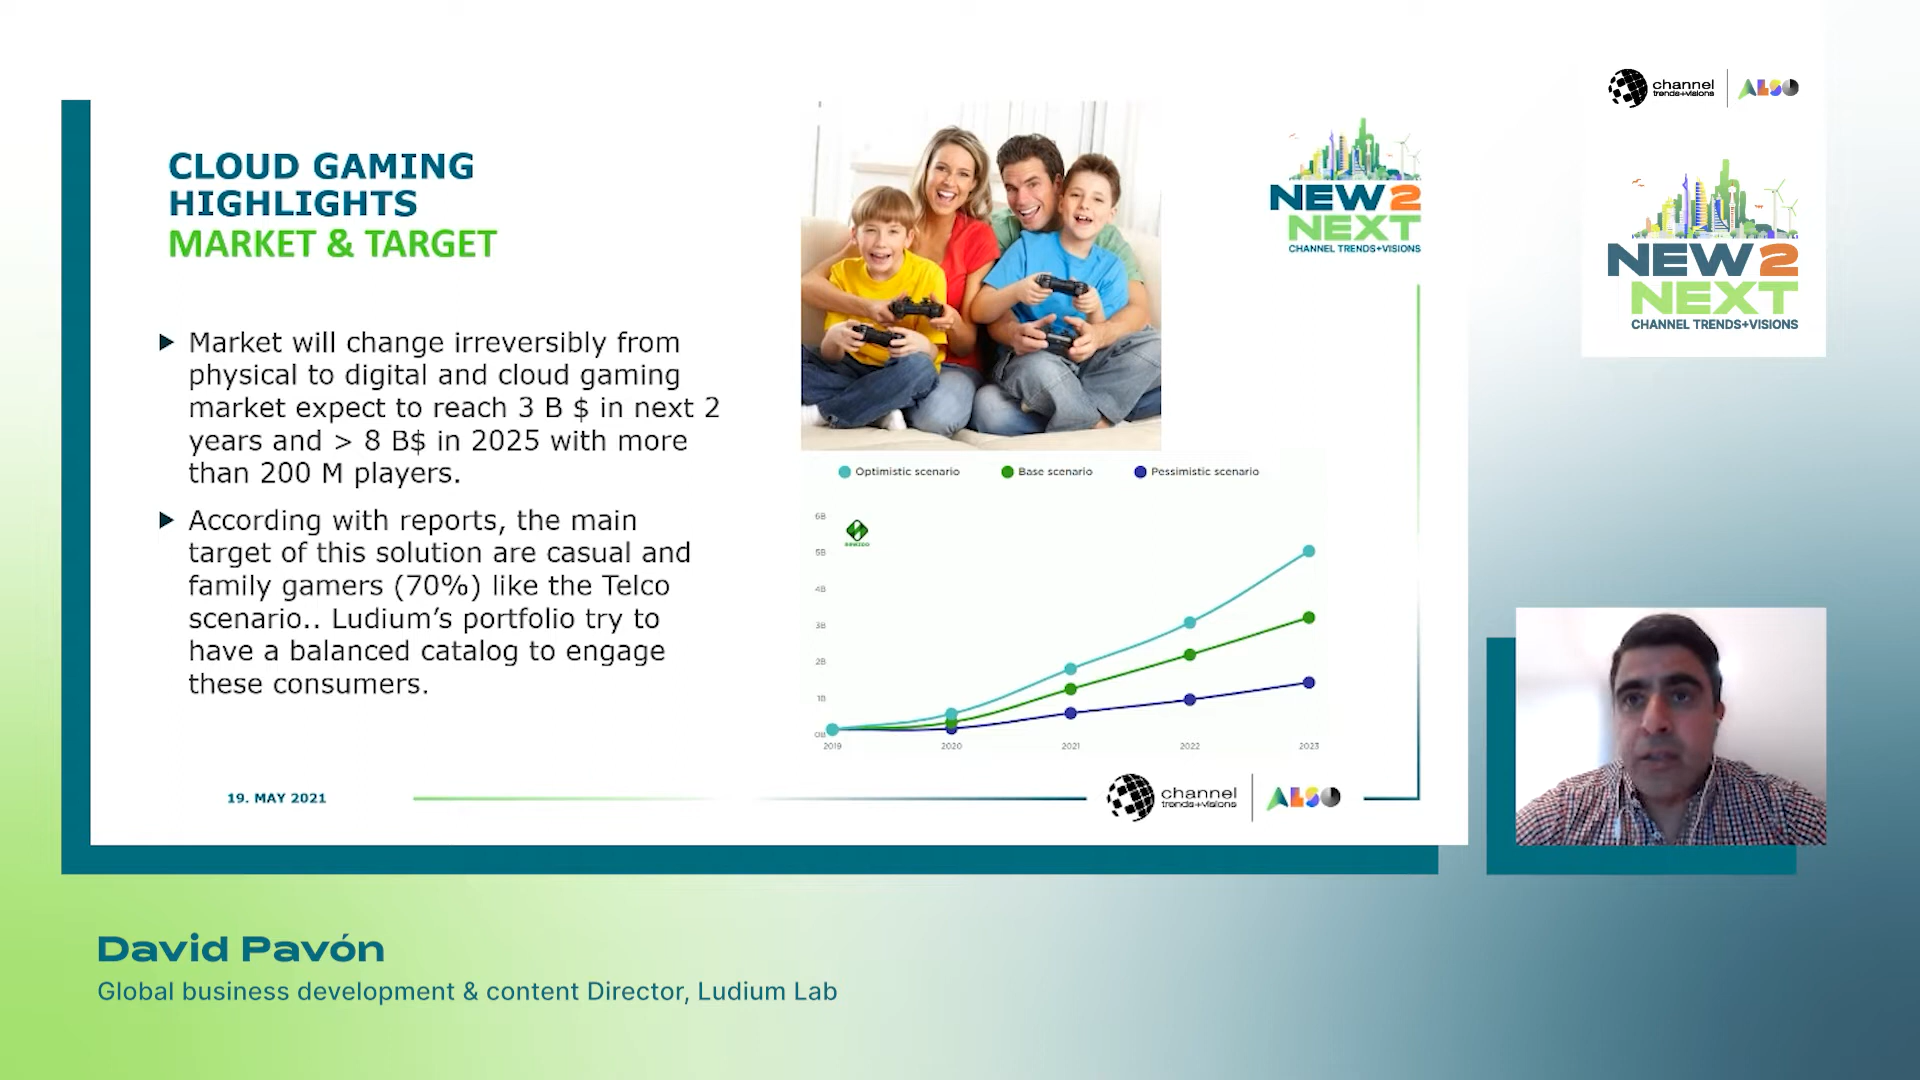 channel
trends+visions
ALSO
CLOUD GAMING
HIGHLIGHTS
MARKET & TARGET
NEW 2
NEXT
CHANNEL TRENDS+VISIONS
NEW 2
NEXT
CHANNEL TRENDS+VISIONS
Market will change irreversibly from
physical to digital and cloud gaming
market expect to reach 3 B $ in next 2
years and > 8 B$ in 2025 with more
than 200 M players.
According with reports, the main
target of this solution are casual and
family gamers (70%) like the Telco
scenario.. Ludium’s portfolio try to
have a balanced catalog to engage
these consumers.
Optimistic scenario Base scenario Pessimistic scenario
6B
newzoo
5B
4B
3B
2B
1B
0B
2019 2020 2021 2022 2023
19. MAY 2021
channel
trends+visions
ALSO
David Pavón
Global business development & content Director, Ludium Lab